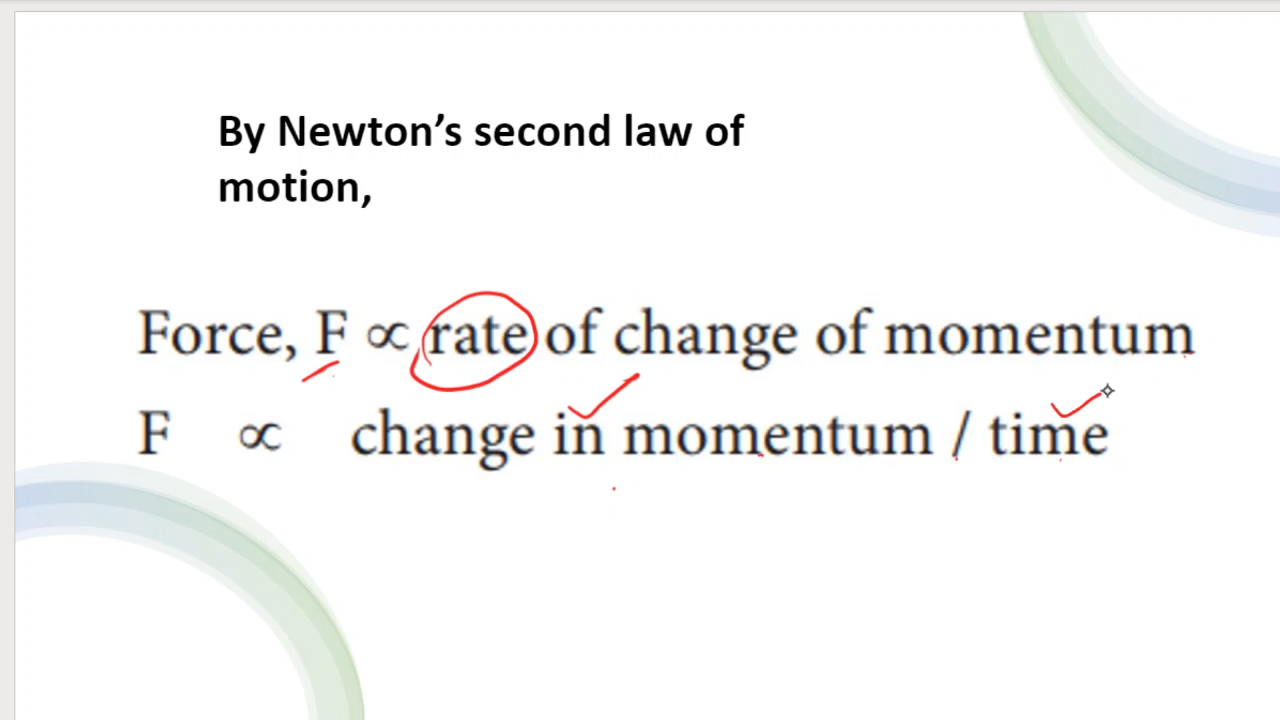 By Newton’s second law of
motion,
Force, F ∝ rate of change of momentum
F ∝ change in momentum / time